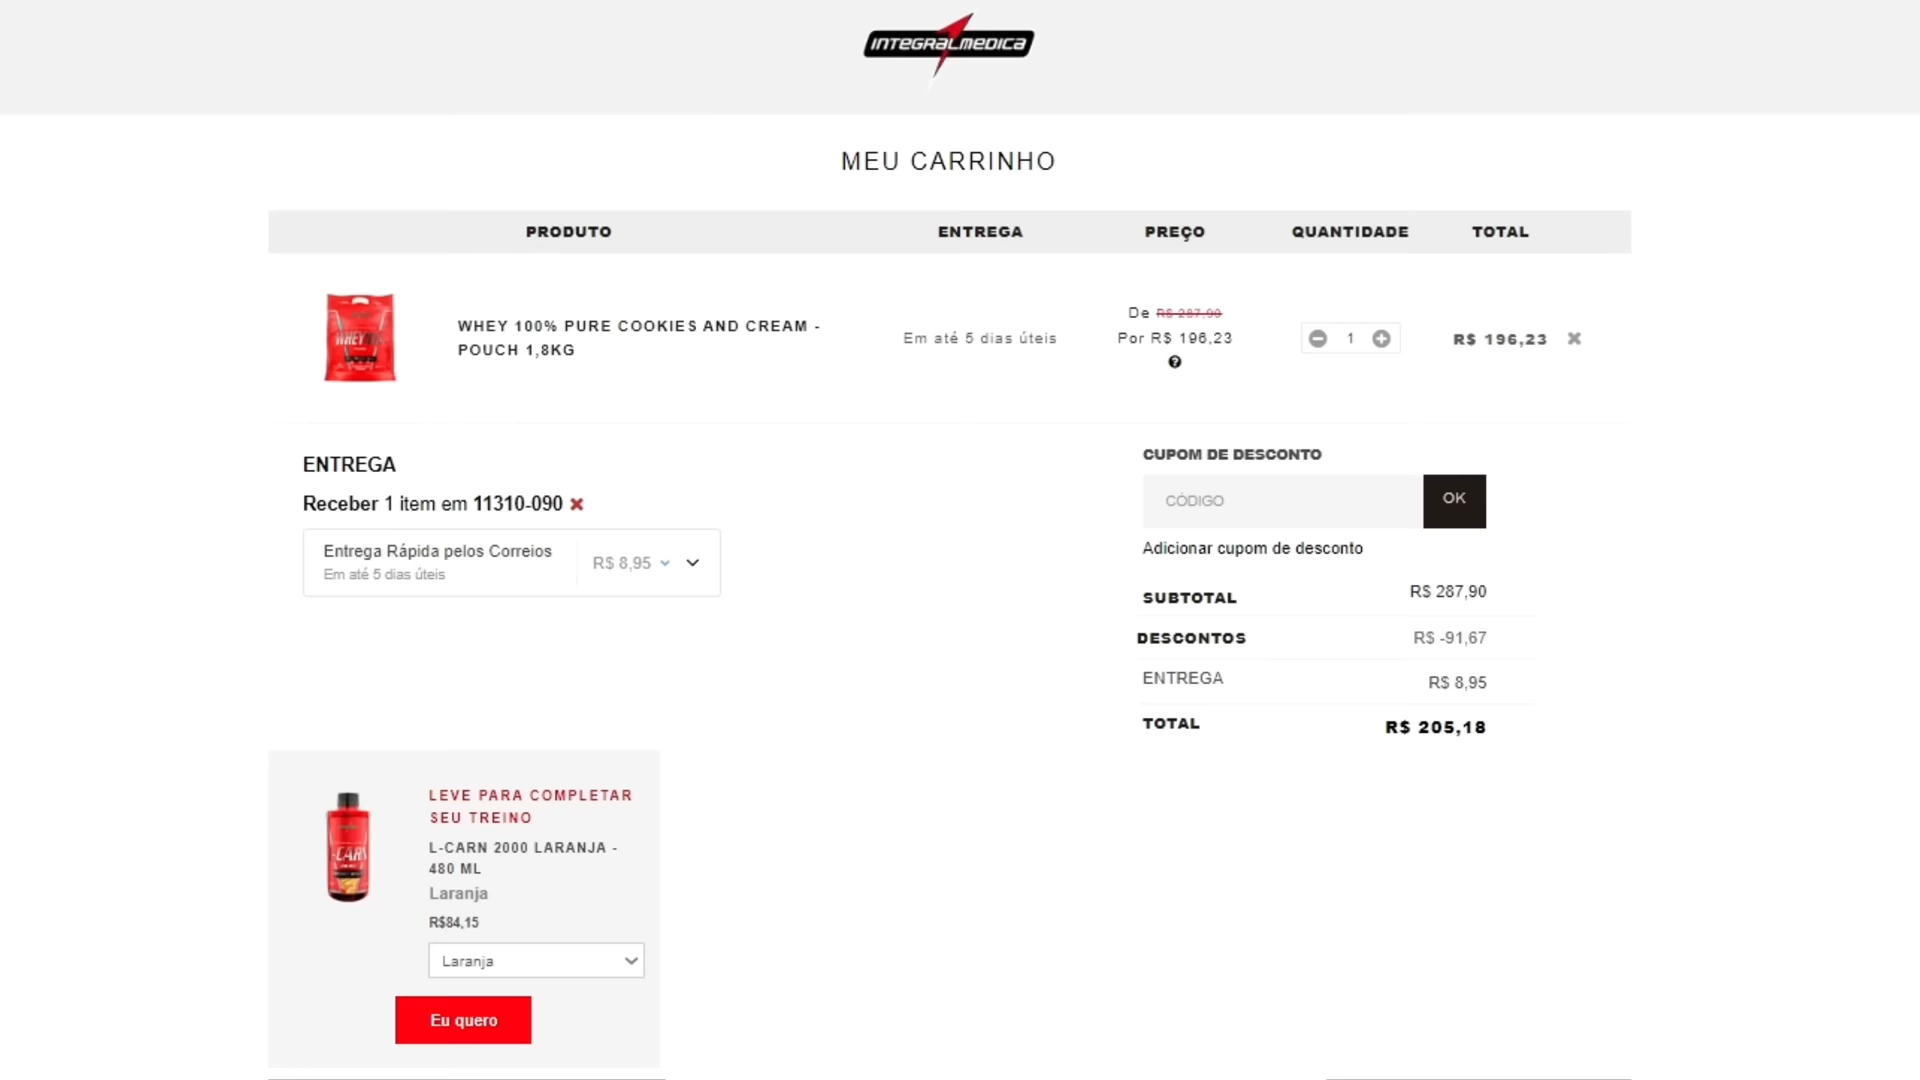 INTEGRALMEDICA
MEU CARRINHO
PRODUTO ENTREGA PREÇO QUANTIDADE TOTAL
WHEY 100% PURE COOKIES AND CREAM -
POUCH 1,8KG
Em até 5 dias úteis
De R$ 287,90
Por R$ 196,23
?
1
R$ 196,23
ENTREGA
Receber 1 item em 11310-090
Entrega Rápida pelos Correios
Em até 5 dias úteis
R$ 8,95
CUPOM DE DESCONTO
CÓDIGO OK
Adicionar cupom de desconto
SUBTOTAL R$ 287,90
DESCONTOS R$ -91,67
ENTREGA R$ 8,95
TOTAL R$ 205,18
LEVE PARA COMPLETAR
SEU TREINO
L-CARN 2000 LARANJA -
480 ML
Laranja
R$84,15
Laranja
Eu quero